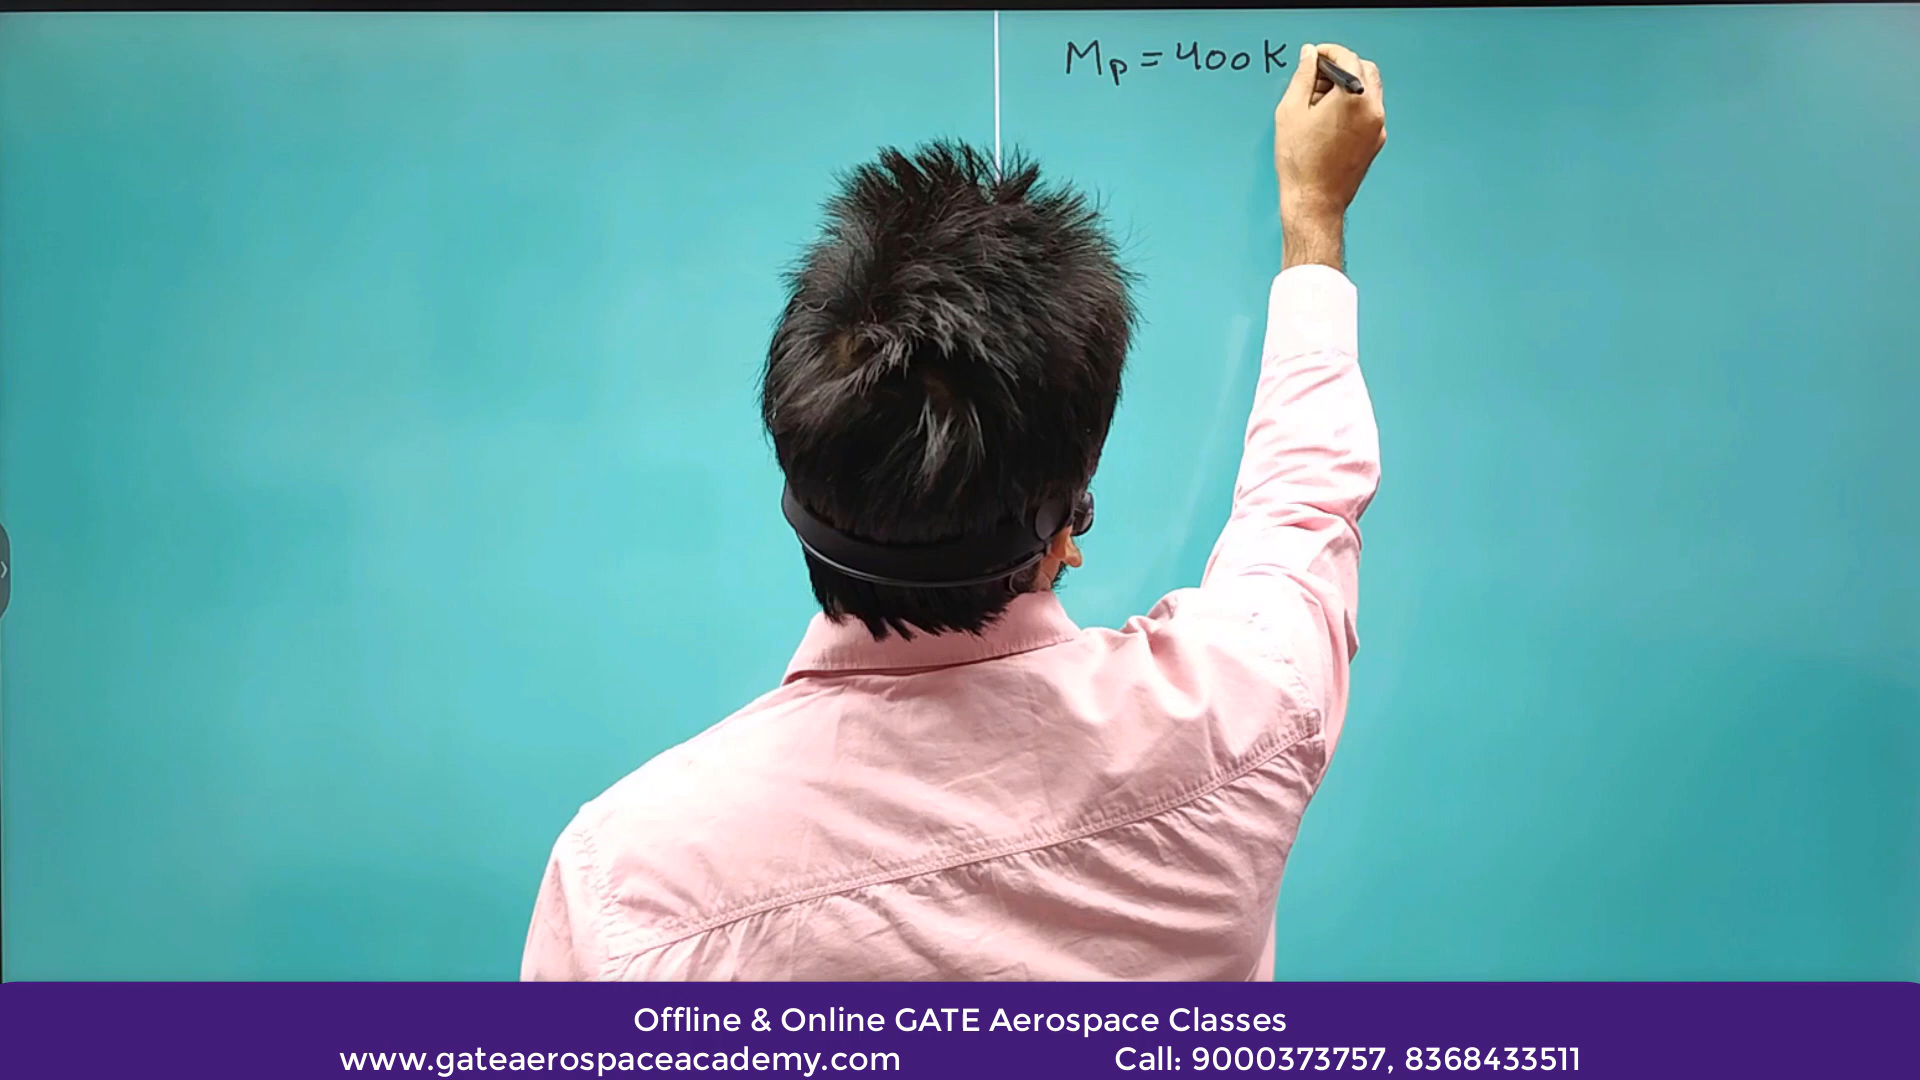 Mp = 400 K
Offline & Online GATE Aerospace Classes
www.gateaerospaceacademy.com Call: 9000373757, 8368433511